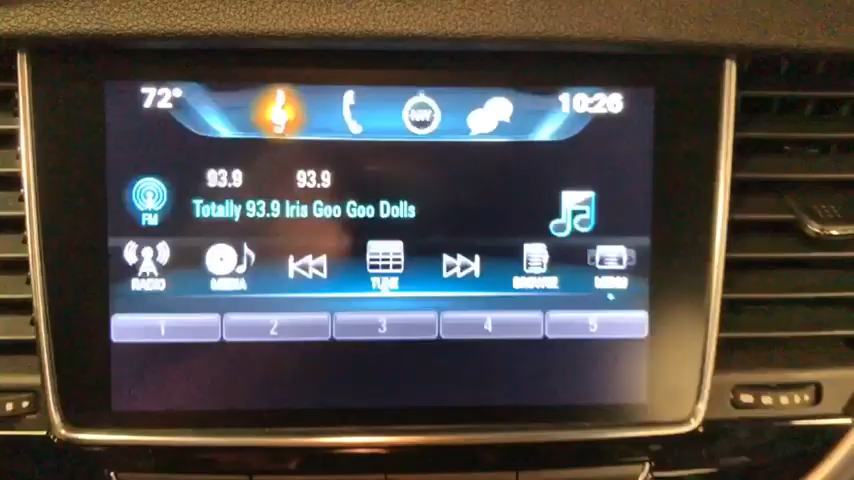 72° NAV 10:26
93.9 93.9
FM Totally 93.9 Iris Goo Goo Dolls
RADIO MEDIA TUNE BROWSE MENU
1 2 3 4 5